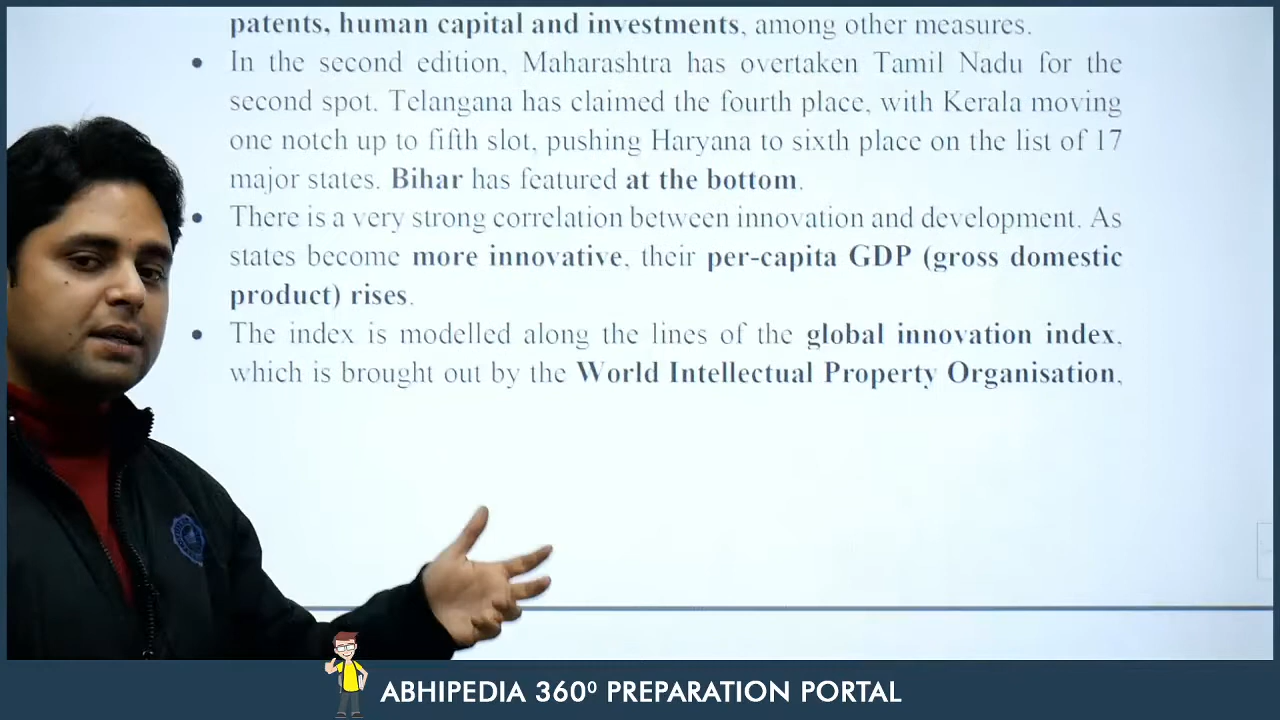 patents, human capital and investments, among other measures.
• In the second edition, Maharashtra has overtaken Tamil Nadu for the
second spot. Telangana has claimed the fourth place, with Kerala moving
one notch up to fifth slot, pushing Haryana to sixth place on the list of 17
major states. Bihar has featured at the bottom.
• There is a very strong correlation between innovation and development. As
states become more innovative, their per-capita GDP (gross domestic
product) rises.
• The index is modelled along the lines of the global innovation index,
which is brought out by the World Intellectual Property Organisation,
ABHIPEDIA 360⁰ PREPARATION PORTAL